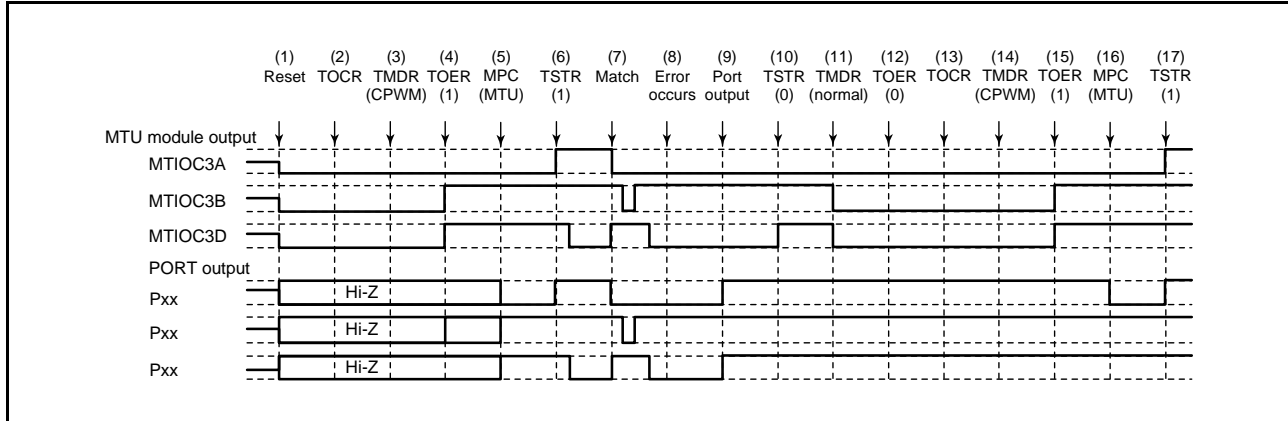 (1) (2) (3) (4) (5) (6) (7) (8) (9) (10) (11) (12) (13) (14) (15) (16) (17)
Reset TOCR TMDR TOER MPC TSTR Match Error Port TSTR TMDR TOER TOCR TMDR TOER MPC TSTR
(CPWM) (1) (MTU) (1) occurs output (0) (normal) (0) (CPWM) (1) (MTU) (1)
MTU module output
MTIOC3A
MTIOC3B
MTIOC3D
PORT output
Pxx Hi-Z
Pxx Hi-Z
Pxx Hi-Z